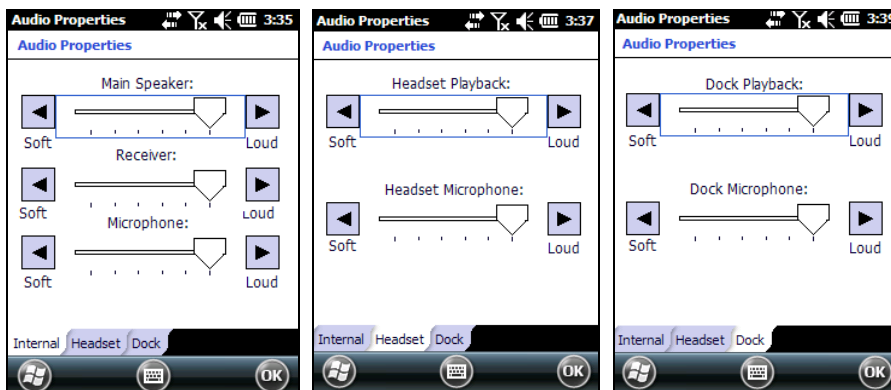 Audio Properties 3:35
Audio Properties
Main Speaker:
Soft Loud
Receiver:
Soft Loud
Microphone:
Soft Loud
Internal Headset Dock
OK
Audio Properties 3:37
Audio Properties
Headset Playback:
Soft Loud
Headset Microphone:
Soft Loud
Internal Headset Dock
OK
Audio Properties 3:39
Audio Properties
Dock Playback:
Soft Loud
Dock Microphone:
Soft Loud
Internal Headset Dock
OK